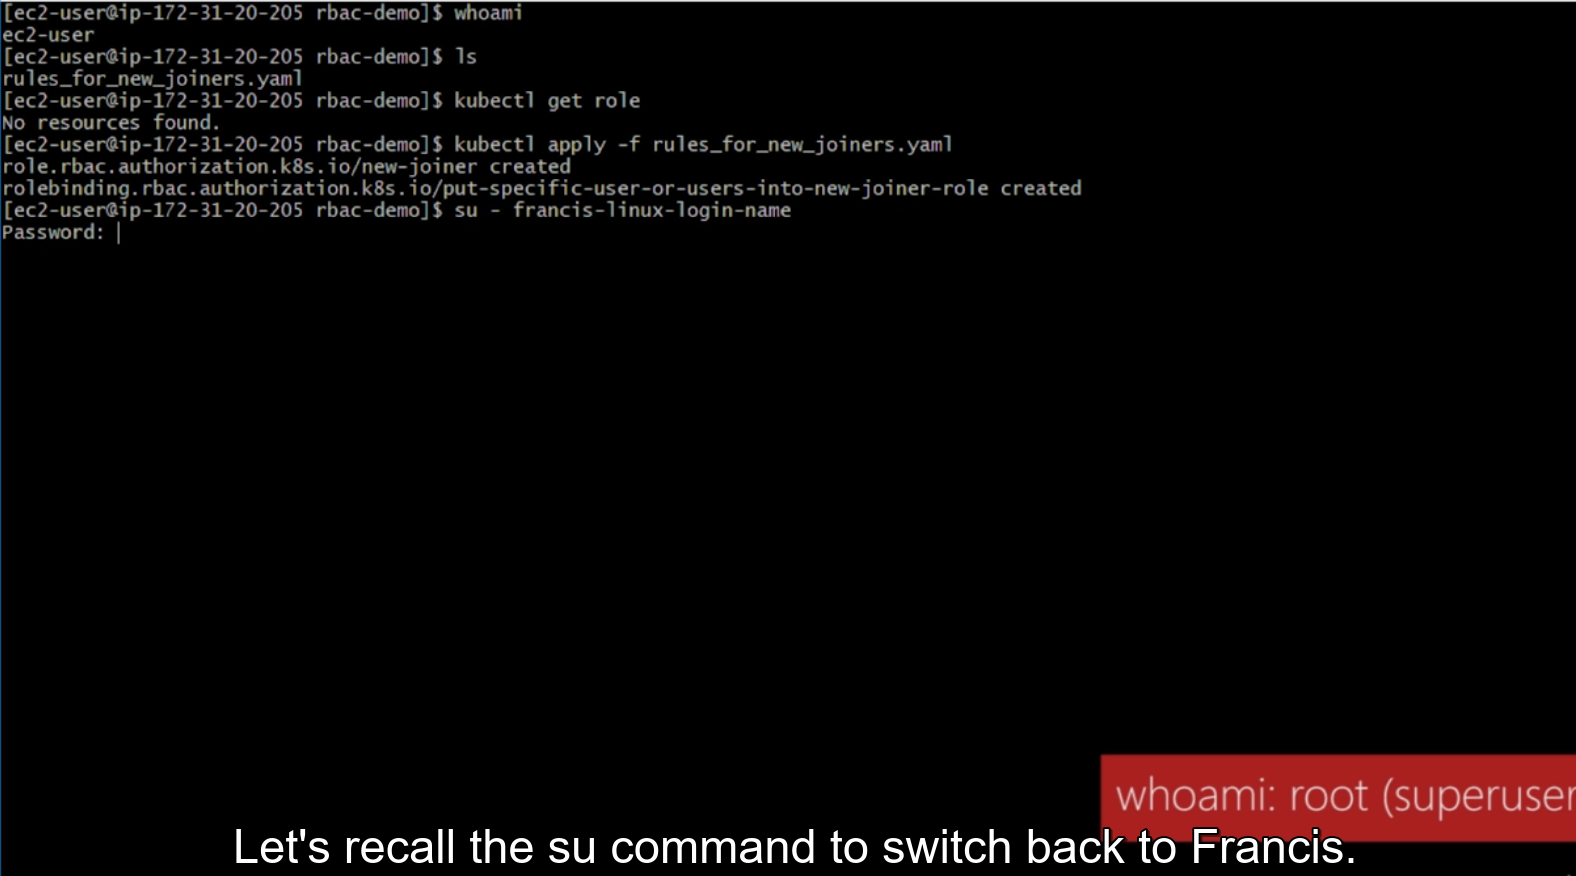 [ec2-user@ip-172-31-20-205 rbac-demo]$ whoami
ec2-user
[ec2-user@ip-172-31-20-205 rbac-demo]$ ls
rules_for_new_joiners.yaml
[ec2-user@ip-172-31-20-205 rbac-demo]$ kubectl get role
No resources found.
[ec2-user@ip-172-31-20-205 rbac-demo]$ kubectl apply -f rules_for_new_joiners.yaml
role.rbac.authorization.k8s.io/new-joiner created
rolebinding.rbac.authorization.k8s.io/put-specific-user-or-users-into-new-joiner-role created
[ec2-user@ip-172-31-20-205 rbac-demo]$ su - francis-linux-login-name
Password:
whoami: root (superuser
Let's recall the su command to switch back to Francis.